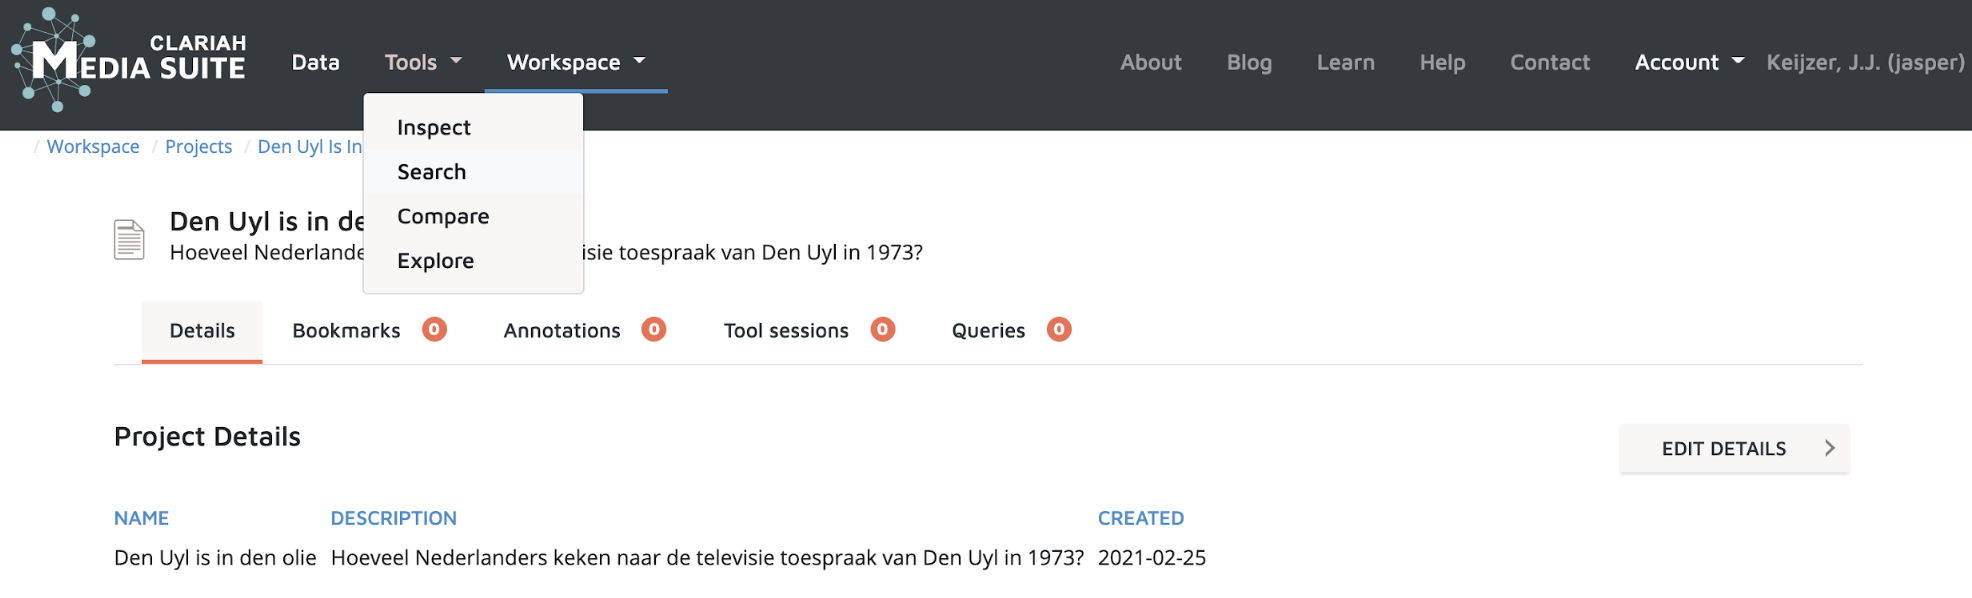 CLARIAH
MEDIA SUITE
Data Tools Workspace About Blog Learn Help Contact Account Keijzer, J.J. (jasper)
Inspect
Search
Compare
Explore
/ Workspace / Projects / Den Uyl Is In
Den Uyl is in de
Hoeveel Nederlande isie toespraak van Den Uyl in 1973?
Details Bookmarks 0 Annotations 0 Tool sessions 0 Queries 0
Project Details
EDIT DETAILS
NAME DESCRIPTION CREATED
Den Uyl is in den olie Hoeveel Nederlanders keken naar de televisie toespraak van Den Uyl in 1973? 2021-02-25